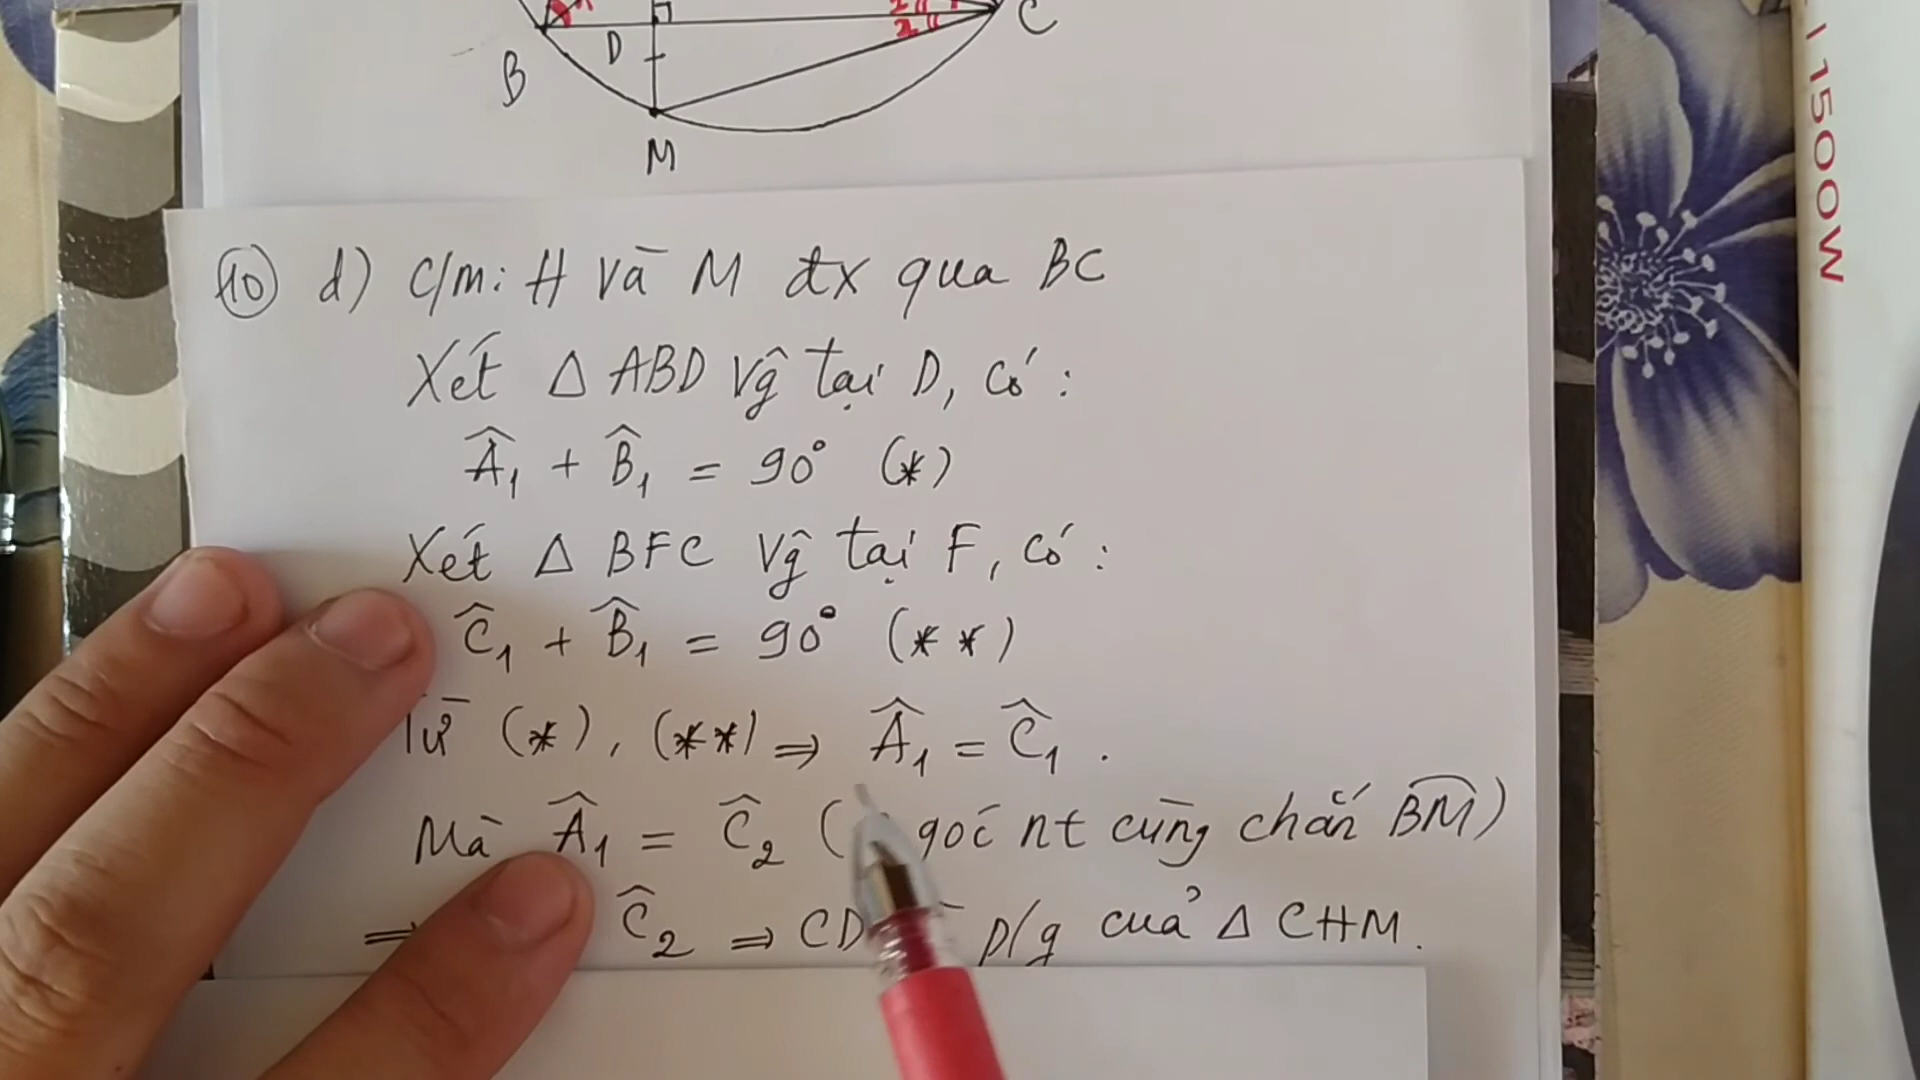 B D C
M
10 d) C/m: H và M đx qua BC
Xét Δ ABD vg tại D, có:
Â₁ + B̂₁ = 90° (*)
Xét Δ BFC vg tại F, có:
Ĉ₁ + B̂₁ = 90° (**)
Từ (*), (**) ⇒ Â₁ = Ĉ₁.
Mà Â₁ = Ĉ₂ ( góc nt cùng chắn B͡M)
⇒ Ĉ₂ ⇒ CD p/g của Δ CHM.
1500W